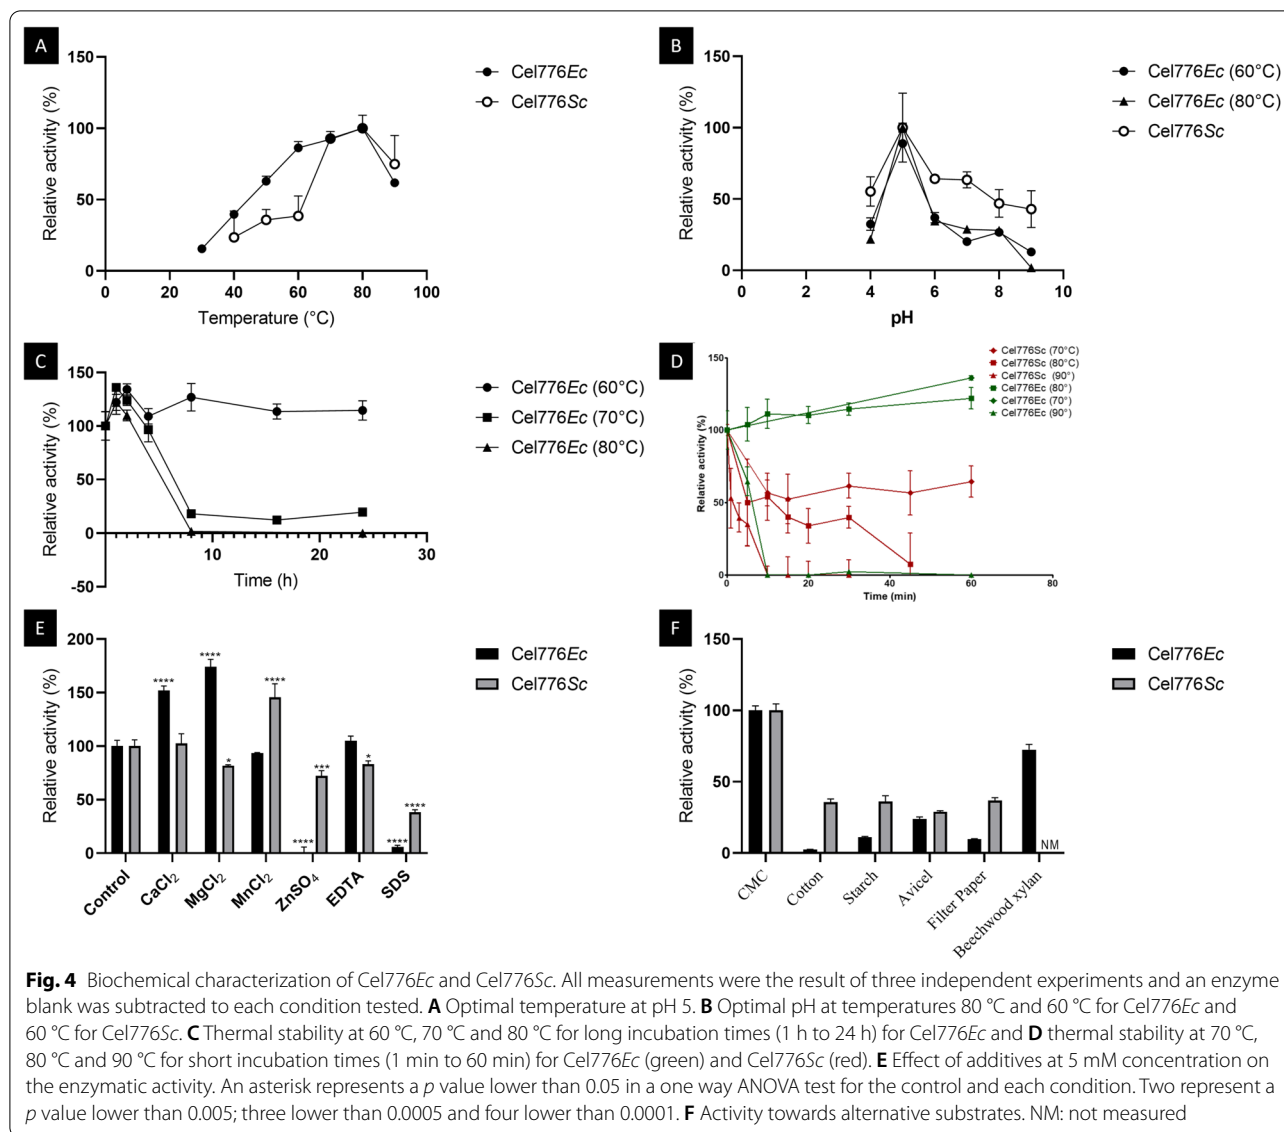 A
150
100
50
0
Relative activity (%)
0 20 40 60 80 100
Temperature (°C)
Cel776Ec
Cel776Sc
B
150
100
50
0
Relative activity (%)
0 2 4 6 8 10
pH
Cel776Ec (60°C)
Cel776Ec (80°C)
Cel776Sc
C
150
100
50
0
-50
Relative activity (%)
10 20 30
Time (h)
Cel776Ec (60°C)
Cel776Ec (70°C)
Cel776Ec (80°C)
D
150
100
50
0
Relative activity (%)
0 20 40 60 80
Time (min)
Cel776Sc (70°C)
Cel776Sc (80°C)
Cel776Sc (90°)
Cel776Ec (80°)
Cel776Ec (70°)
Cel776Ec (90°)
E
200
150
100
50
0
Relative activity (%)
**** **** * **** **** *** * **** ****
Control CaCl₂ MgCl₂ MnCl₂ ZnSO₄ EDTA SDS
Cel776Ec
Cel776Sc
F
150
100
50
0
Relative activity (%)
NM
CMC Cotton Starch Avicel Filter Paper Beechwood xylan
Cel776Ec
Cel776Sc
Fig. 4 Biochemical characterization of Cel776Ec and Cel776Sc. All measurements were the result of three independent experiments and an enzyme
blank was subtracted to each condition tested. A Optimal temperature at pH 5. B Optimal pH at temperatures 80 °C and 60 °C for Cel776Ec and
60 °C for Cel776Sc. C Thermal stability at 60 °C, 70 °C and 80 °C for long incubation times (1 h to 24 h) for Cel776Ec and D thermal stability at 70 °C,
80 °C and 90 °C for short incubation times (1 min to 60 min) for Cel776Ec (green) and Cel776Sc (red). E Effect of additives at 5 mM concentration on
the enzymatic activity. An asterisk represents a p value lower than 0.05 in a one way ANOVA test for the control and each condition. Two represent a
p value lower than 0.005; three lower than 0.0005 and four lower than 0.0001. F Activity towards alternative substrates. NM: not measured